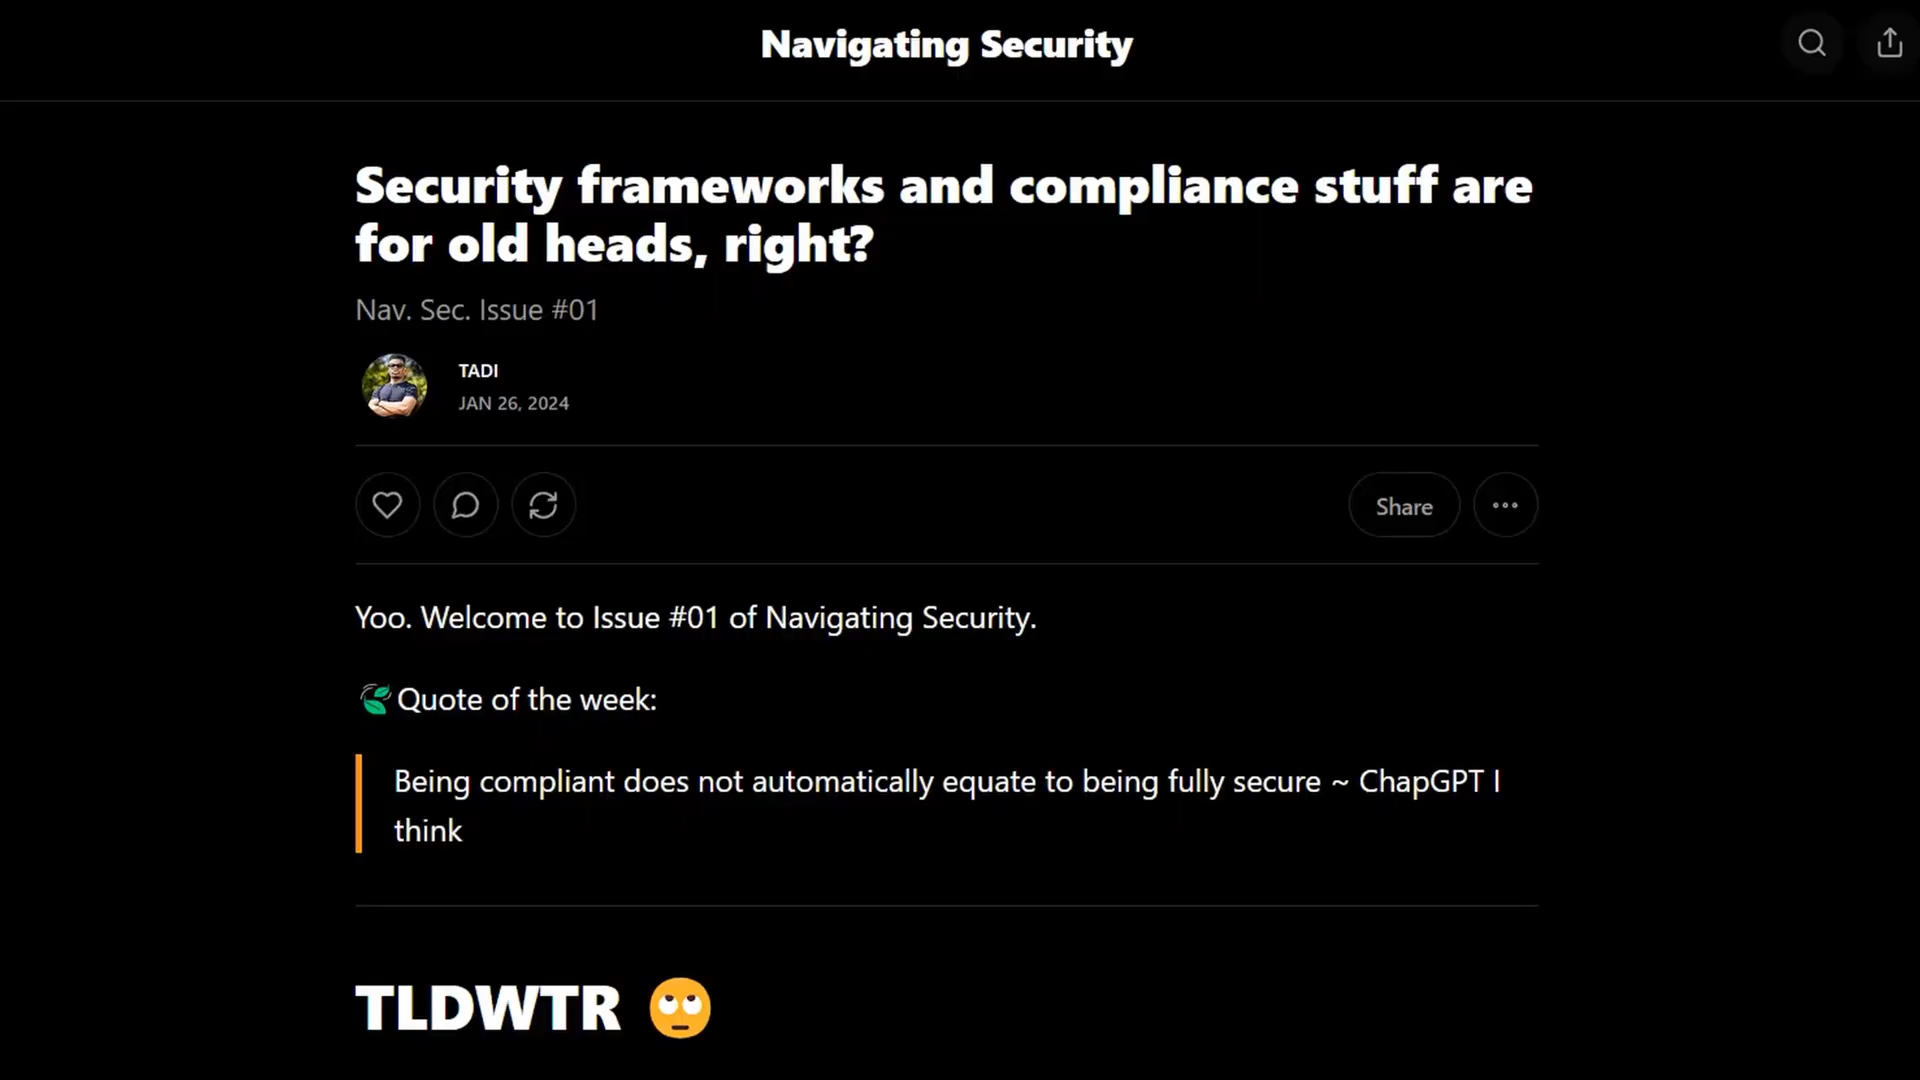 Navigating Security
Security frameworks and compliance stuff are
for old heads, right?
Nav. Sec. Issue #01
TADI
JAN 26, 2024
Share
Yoo. Welcome to Issue #01 of Navigating Security.
🍃Quote of the week:
Being compliant does not automatically equate to being fully secure ~ ChapGPT I
think
TLDWTR 🙄